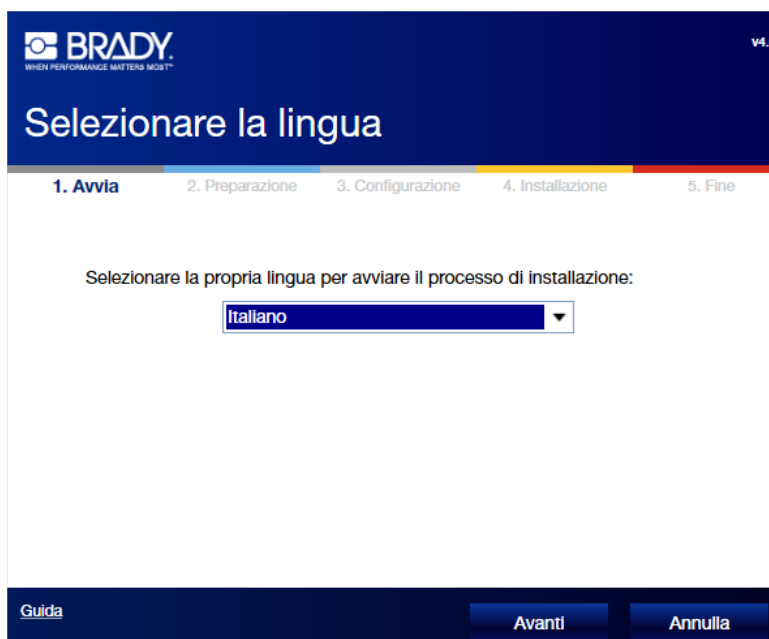 BRADY.
WHEN PERFORMANCE MATTERS MOST™
v4.
Selezionare la lingua
1. Avvia 2. Preparazione 3. Configurazione 4. Installazione 5. Fine
Selezionare la propria lingua per avviare il processo di installazione:
Italiano
Guida Avanti Annulla